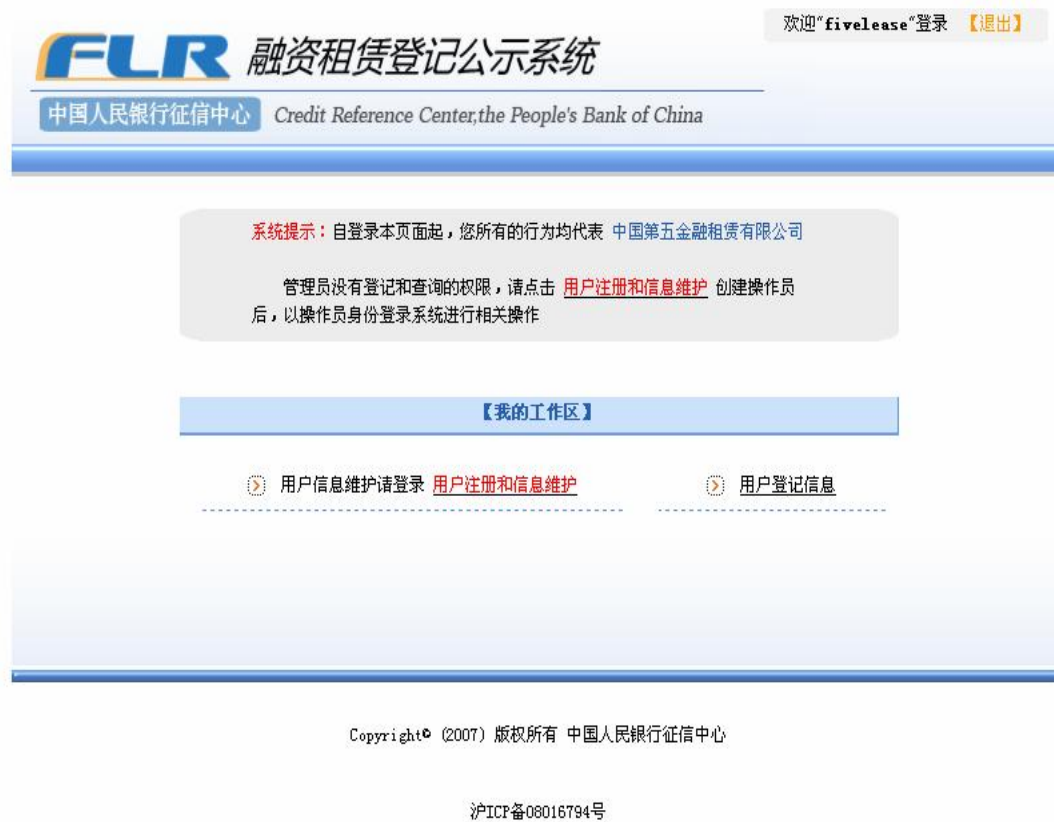 欢迎"fivelease"登录 【退出】
FLR 融资租赁登记公示系统
中国人民银行征信中心 Credit Reference Center,the People's Bank of China
系统提示：自登录本页面起，您所有的行为均代表 中国第五金融租赁有限公司
管理员没有登记和查询的权限，请点击 用户注册和信息维护 创建操作员
后，以操作员身份登录系统进行相关操作
【我的工作区】
用户信息维护请登录 用户注册和信息维护 用户登记信息
Copyright© (2007) 版权所有 中国人民银行征信中心
沪ICP备08016794号